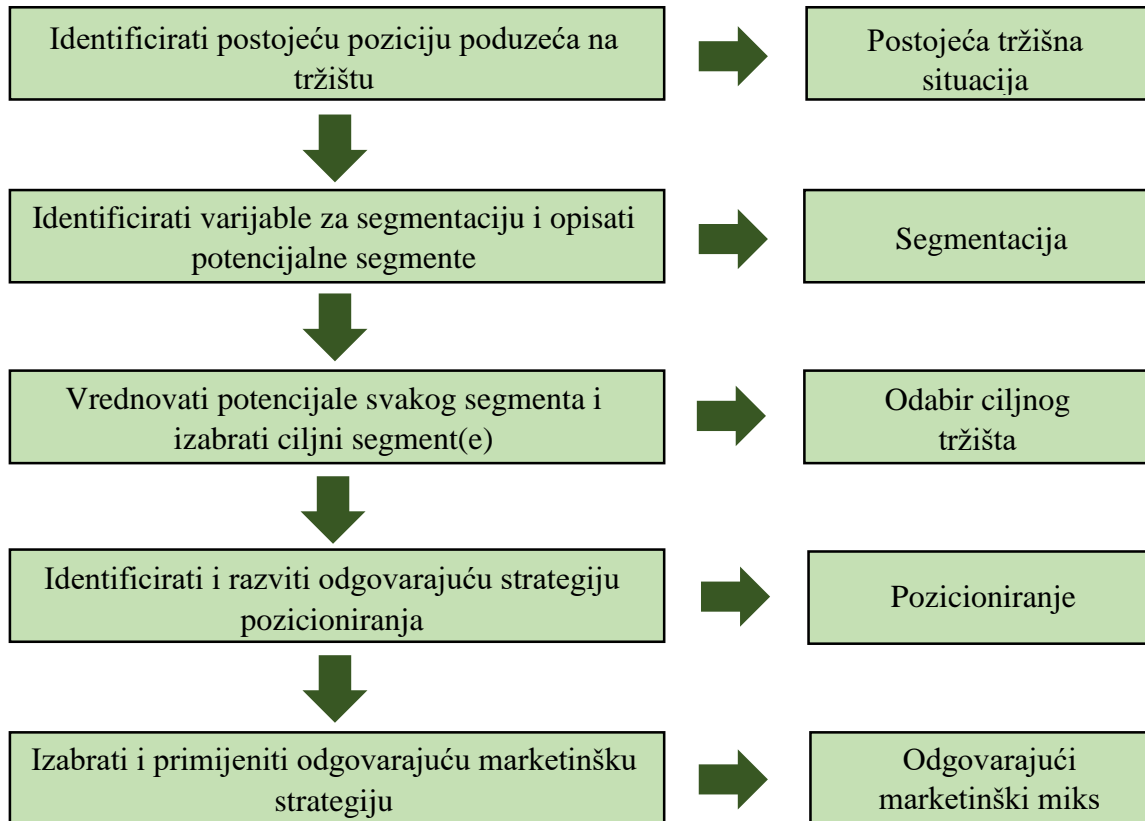 Identificirati postojeću poziciju poduzeća na
tržištu
Postojeća tržišna
situacija
Identificirati varijable za segmentaciju i opisati
potencijalne segmente
Segmentacija
Vrednovati potencijale svakog segmenta i
izabrati ciljni segment(e)
Odabir ciljnog
tržišta
Identificirati i razviti odgovarajuću strategiju
pozicioniranja
Pozicioniranje
Izabrati i primijeniti odgovarajuću marketinšku
strategiju
Odgovarajući
marketinški miks